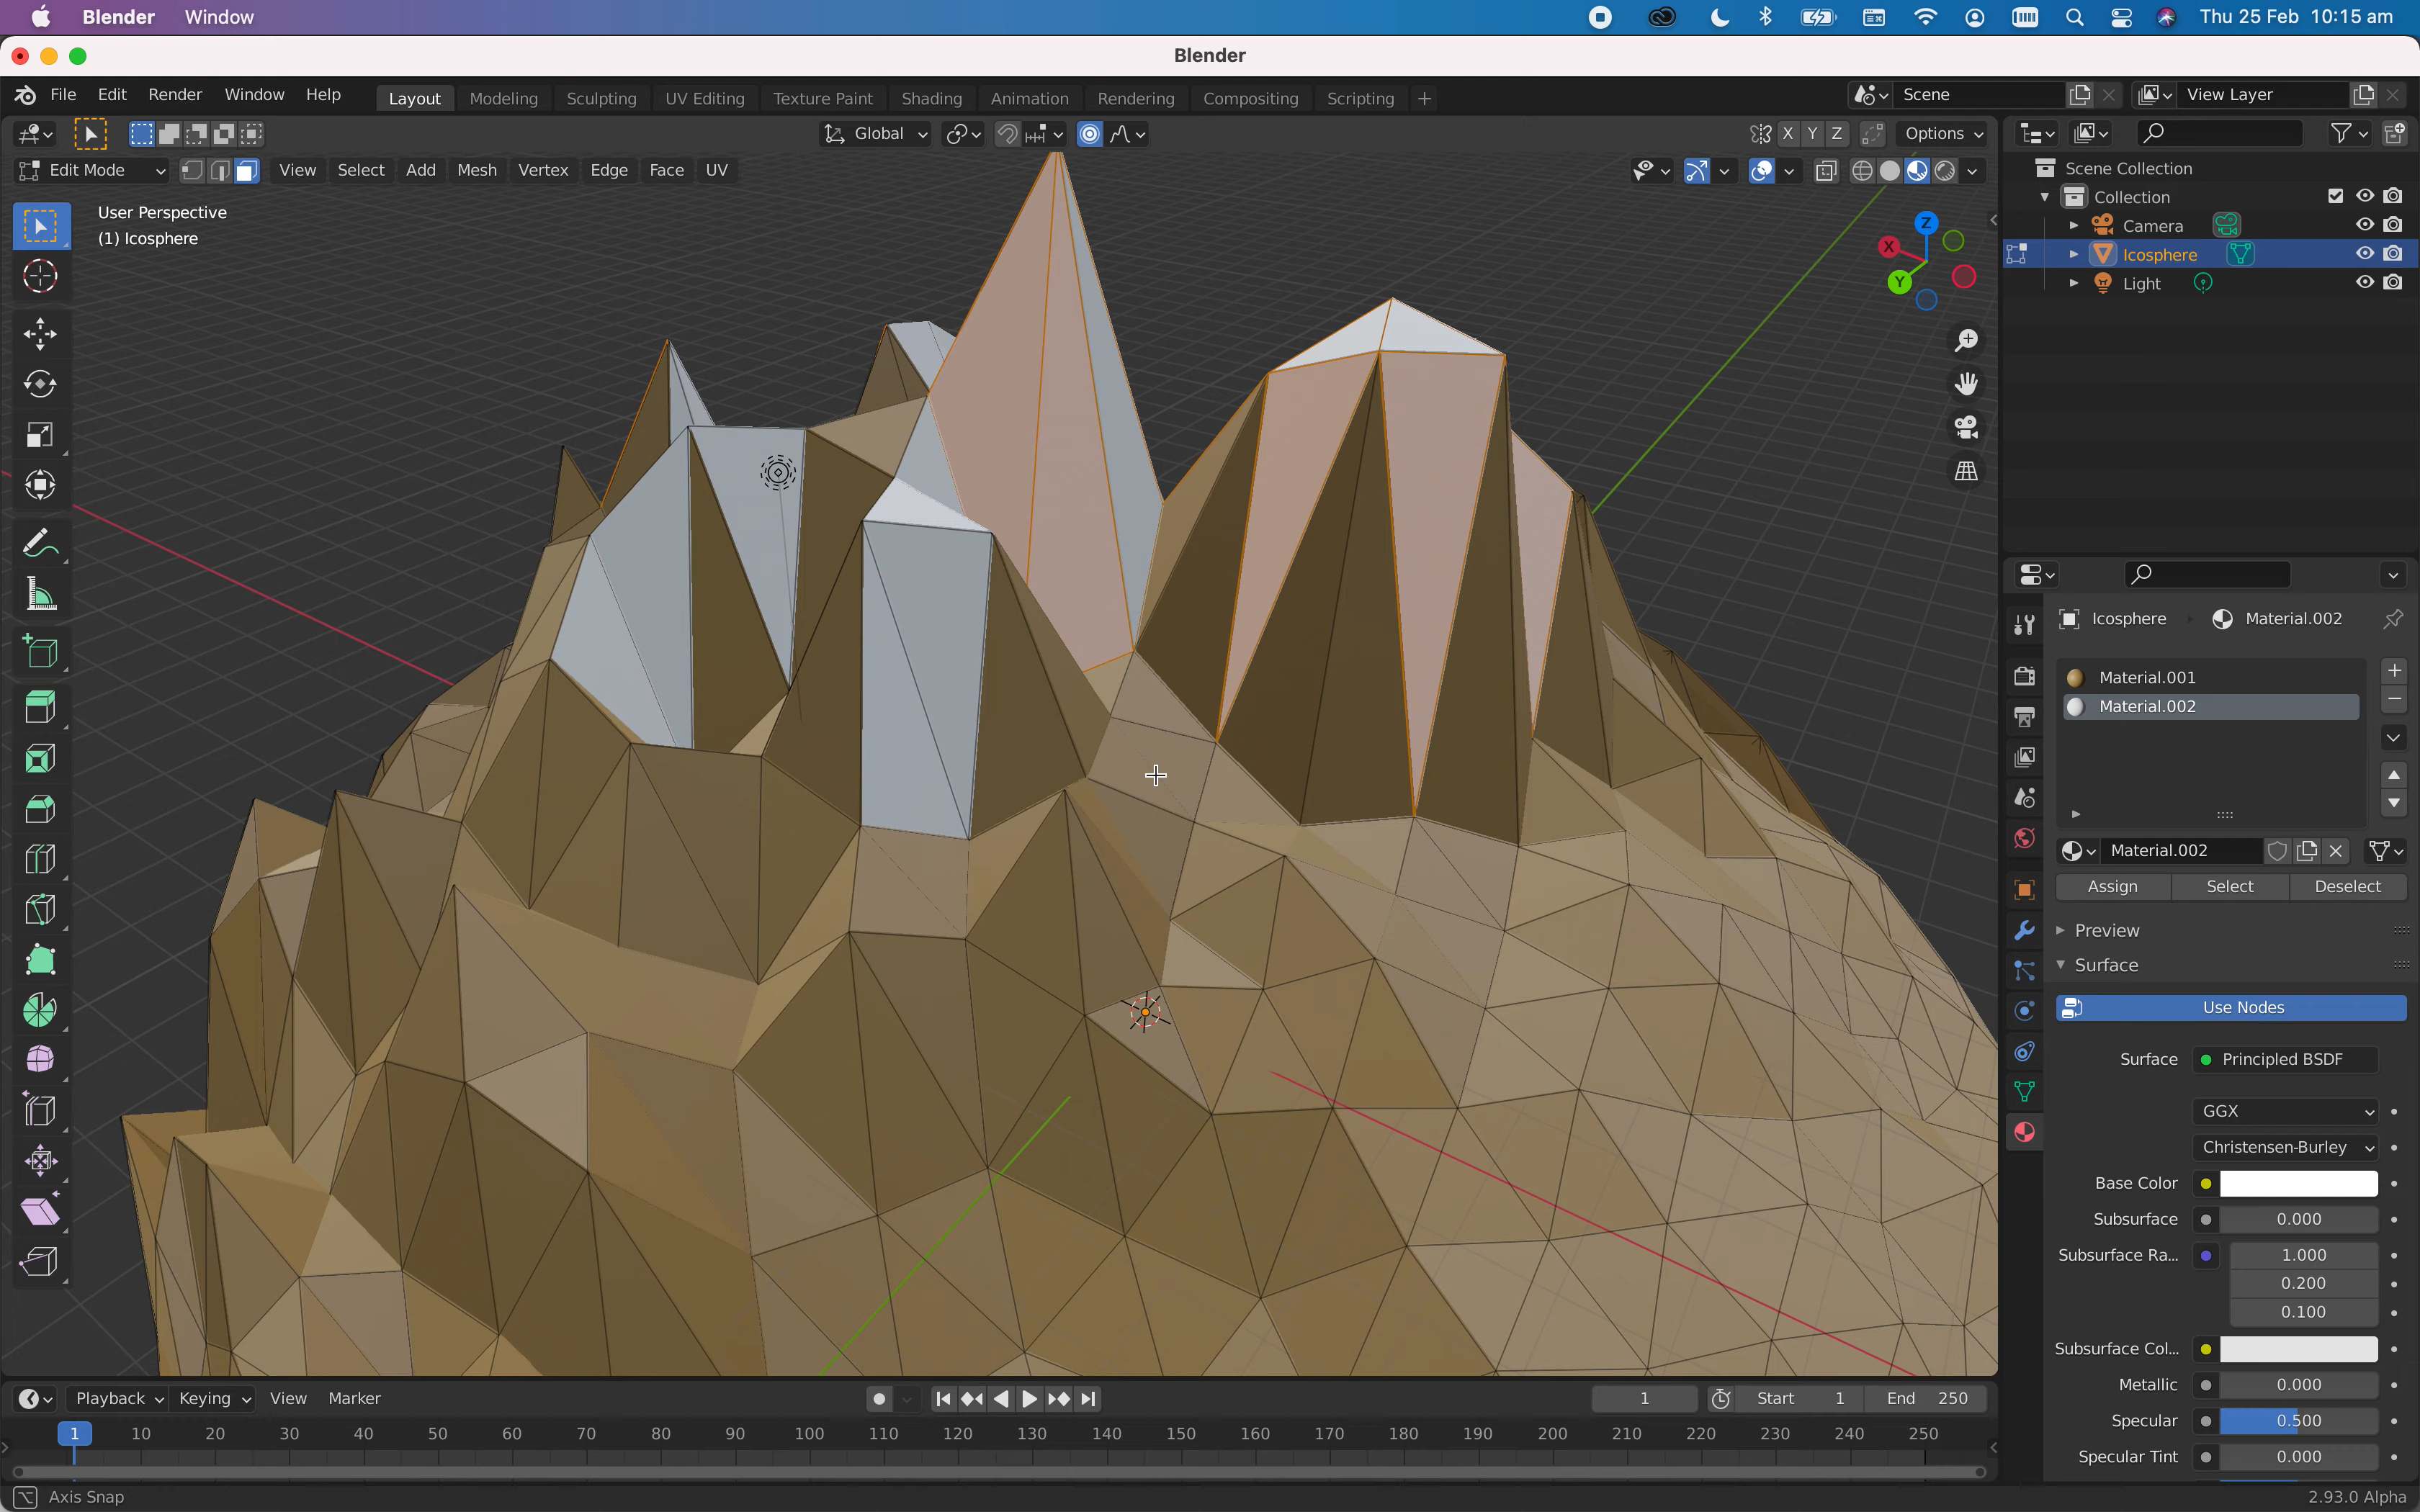 Blender Window Thu 25 Feb 10:15 am
Blender
File Edit Render Window Help Layout Modeling Sculpting UV Editing Texture Paint Shading Animation Rendering Compositing Scripting + Scene View Layer
Global X Y Z Options
Edit Mode View Select Add Mesh Vertex Edge Face UV
User Perspective
(1) Icosphere
Z
X
Y
Scene Collection
Collection
Camera
Icosphere
Light
Icosphere Material.002
Material.001
Material.002
Material.002
Assign Select Deselect
Preview
Surface
Use Nodes
Surface Principled BSDF
GGX
Christensen-Burley
Base Color
Subsurface 0.000
Subsurface Ra... 1.000
0.200
0.100
Subsurface Col...
Metallic 0.000
Specular 0.500
Specular Tint 0.000
Playback Keying View Marker 1 Start 1 End 250
1 10 20 30 40 50 60 70 80 90 100 110 120 130 140 150 160 170 180 190 200 210 220 230 240 250
Axis Snap 2.93.0 Alpha